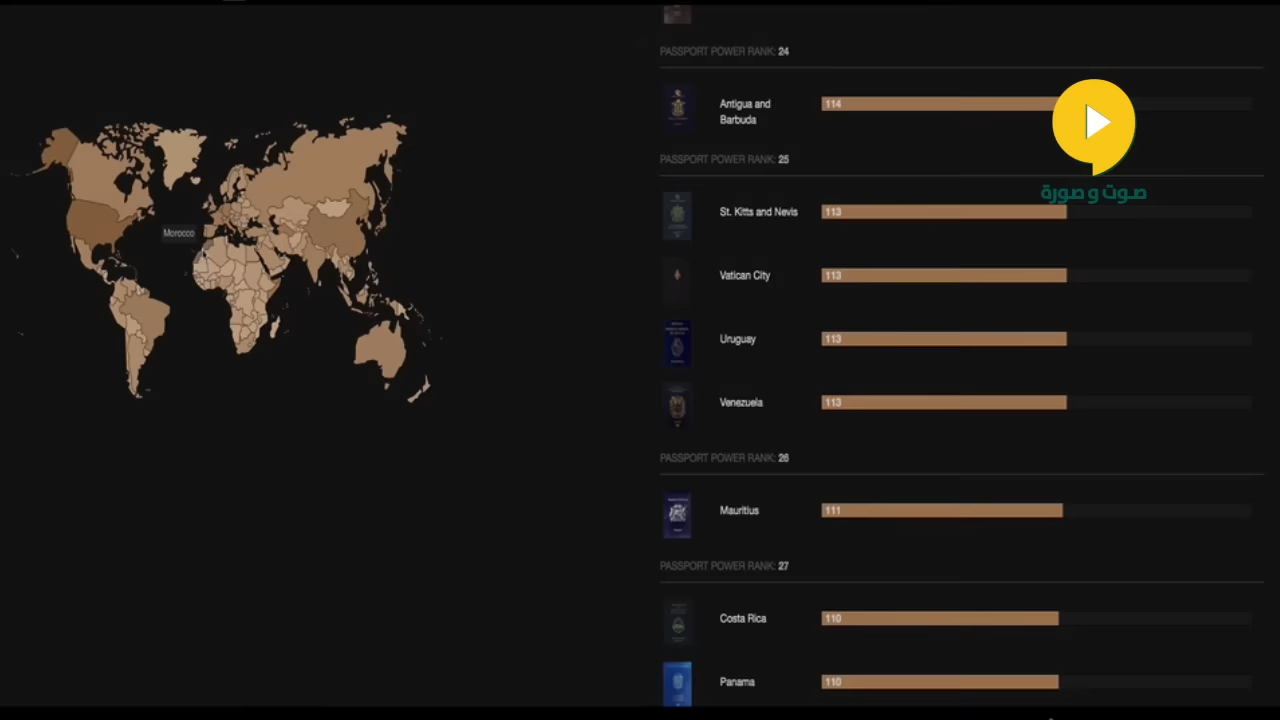 PASSPORT POWER RANK: 24
Antigua and
Barbuda
114
صوت و صورة
PASSPORT POWER RANK: 25
St. Kitts and Nevis
113
Morocco
Vatican City
113
Uruguay
113
Venezuela
113
PASSPORT POWER RANK: 26
Mauritius
111
PASSPORT POWER RANK: 27
Costa Rica
110
Panama
110